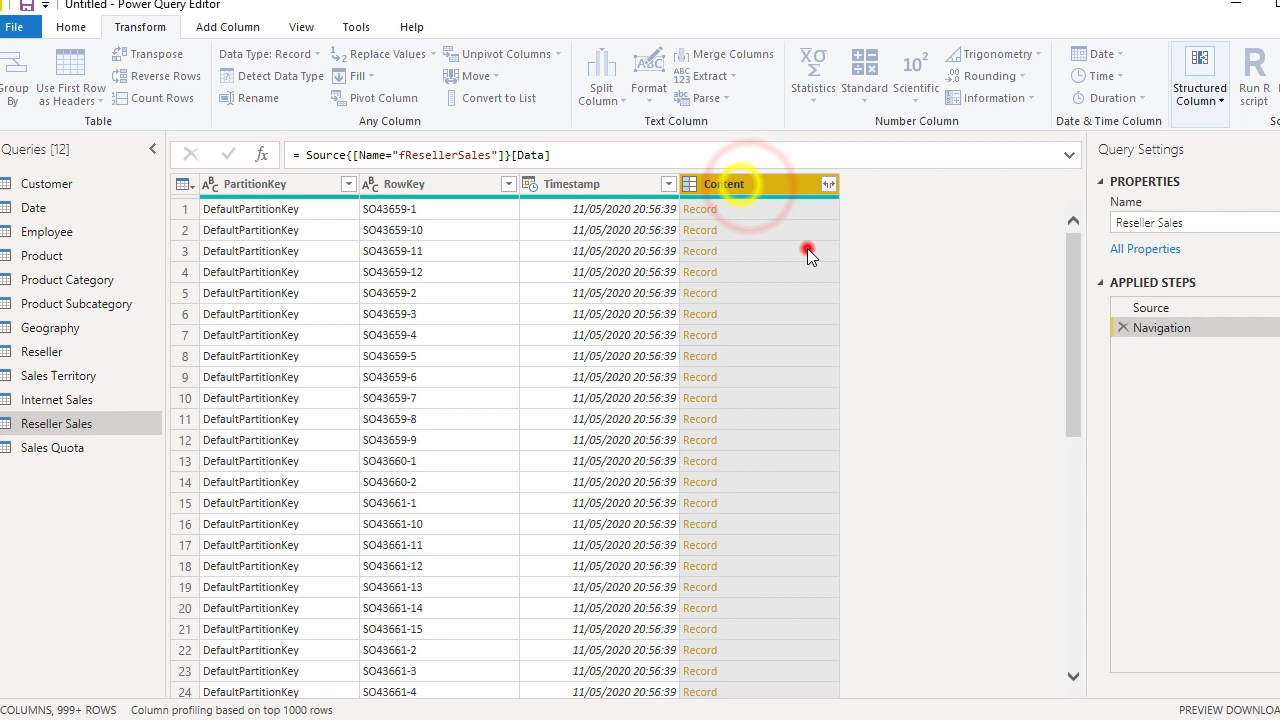 Untitled - Power Query Editor
File Home Transform Add Column View Tools Help
Group By
Use First Row as Headers
Transpose
Reverse Rows
Count Rows
Table
Data Type: Record
Detect Data Type
Rename
Replace Values
Fill
Pivot Column
Unpivot Columns
Move
Convert to List
Any Column
Split Column
Format
Merge Columns
Extract
Parse
Text Column
Statistics
Standard
Scientific
Trigonometry
Rounding
Information
Number Column
Date
Time
Duration
Date & Time Column
Structured Column
Run R script
Queries [12]
Customer
Date
Employee
Product
Product Category
Product Subcategory
Geography
Reseller
Sales Territory
Internet Sales
Reseller Sales
Sales Quota
= Source{[Name="fResellerSales"]}[Data]
PartitionKey RowKey Timestamp Content
1 DefaultPartitionKey SO43659-1 11/05/2020 20:56:39 Record
2 DefaultPartitionKey SO43659-10 11/05/2020 20:56:39 Record
3 DefaultPartitionKey SO43659-11 11/05/2020 20:56:39 Record
4 DefaultPartitionKey SO43659-12 11/05/2020 20:56:39 Record
5 DefaultPartitionKey SO43659-2 11/05/2020 20:56:39 Record
6 DefaultPartitionKey SO43659-3 11/05/2020 20:56:39 Record
7 DefaultPartitionKey SO43659-4 11/05/2020 20:56:39 Record
8 DefaultPartitionKey SO43659-5 11/05/2020 20:56:39 Record
9 DefaultPartitionKey SO43659-6 11/05/2020 20:56:39 Record
10 DefaultPartitionKey SO43659-7 11/05/2020 20:56:39 Record
11 DefaultPartitionKey SO43659-8 11/05/2020 20:56:39 Record
12 DefaultPartitionKey SO43659-9 11/05/2020 20:56:39 Record
13 DefaultPartitionKey SO43660-1 11/05/2020 20:56:39 Record
14 DefaultPartitionKey SO43660-2 11/05/2020 20:56:39 Record
15 DefaultPartitionKey SO43661-1 11/05/2020 20:56:39 Record
16 DefaultPartitionKey SO43661-10 11/05/2020 20:56:39 Record
17 DefaultPartitionKey SO43661-11 11/05/2020 20:56:39 Record
18 DefaultPartitionKey SO43661-12 11/05/2020 20:56:39 Record
19 DefaultPartitionKey SO43661-13 11/05/2020 20:56:39 Record
20 DefaultPartitionKey SO43661-14 11/05/2020 20:56:39 Record
21 DefaultPartitionKey SO43661-15 11/05/2020 20:56:39 Record
22 DefaultPartitionKey SO43661-2 11/05/2020 20:56:39 Record
23 DefaultPartitionKey SO43661-3 11/05/2020 20:56:39 Record
24 DefaultPartitionKey SO43661-4 11/05/2020 20:56:39 Record
Query Settings
PROPERTIES
Name
Reseller Sales
All Properties
APPLIED STEPS
Source
Navigation
COLUMNS, 999+ ROWS Column profiling based on top 1000 rows
PREVIEW